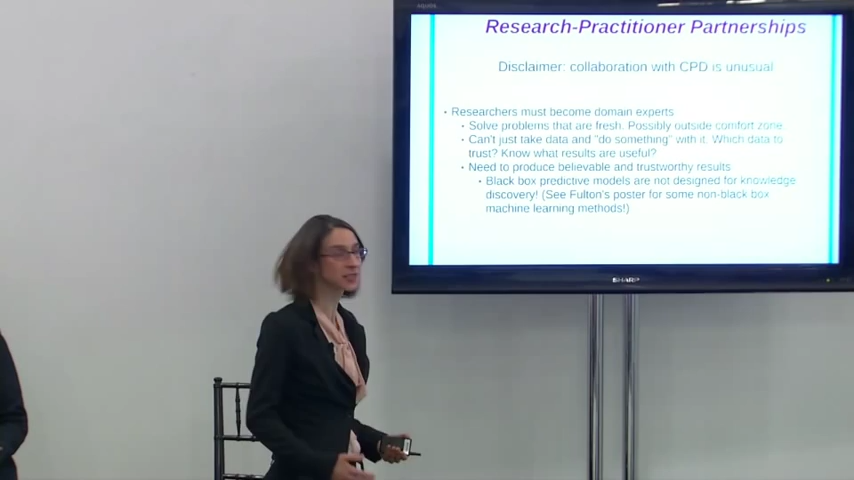 Research-Practitioner Partnerships
Disclaimer: collaboration with CPD is unusual
• Researchers must become domain experts
• Solve problems that are fresh. Possibly outside comfort zone.
• Can't just take data and "do something" with it. Which data to
trust? Know what results are useful?
• Need to produce believable and trustworthy results
• Black box predictive models are not designed for knowledge
discovery! (See Fulton's poster for some non-black box
machine learning methods!)
SHARP